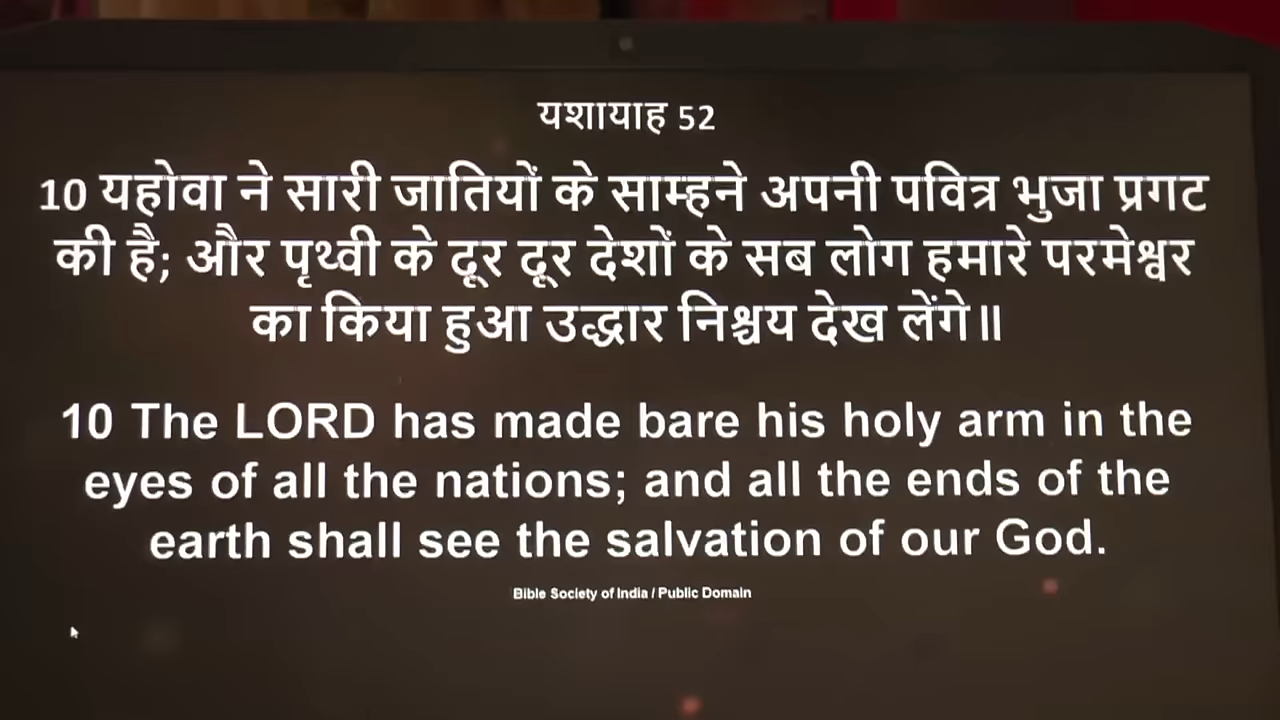 यशायाह 52
10 यहोवा ने सारी जातियों के साम्हने अपनी पवित्र भुजा प्रगट
की है; और पृथ्वी के दूर दूर देशों के सब लोग हमारे परमेश्वर
का किया हुआ उद्धार निश्चय देख लेंगे॥
10 The LORD has made bare his holy arm in the
eyes of all the nations; and all the ends of the
earth shall see the salvation of our God.
Bible Society of India / Public Domain